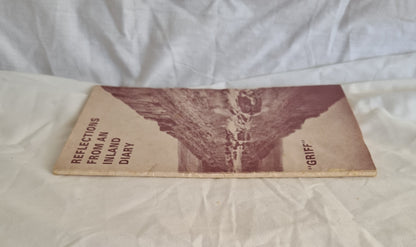 REFLECTIONS
FROM AN
INLAND
DIARY
"GRIFF"